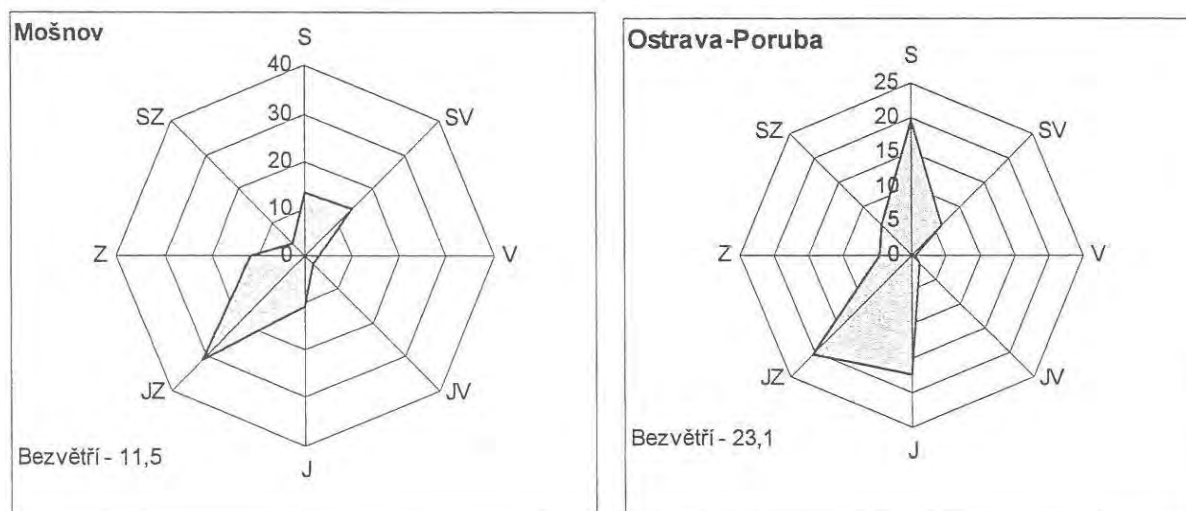 Mošnov
S
40
30
20
10
0
SZ
SV
Z
V
JZ
JV
J
Bezvětří - 11,5
Ostrava-Poruba
S
25
20
15
10
5
0
SZ
SV
Z
V
JZ
JV
J
Bezvětří - 23,1